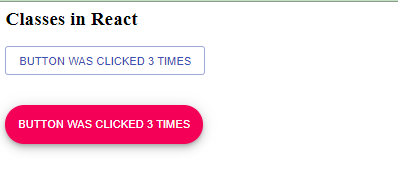 Classes in React
BUTTON WAS CLICKED 3 TIMES
BUTTON WAS CLICKED 3 TIMES